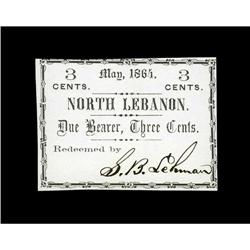 3 May, 1864. 3
CENTS. CENTS.
NORTH LEBANON.
Due Bearer, Three Cents.
Redeemed by
S. B. Lehman